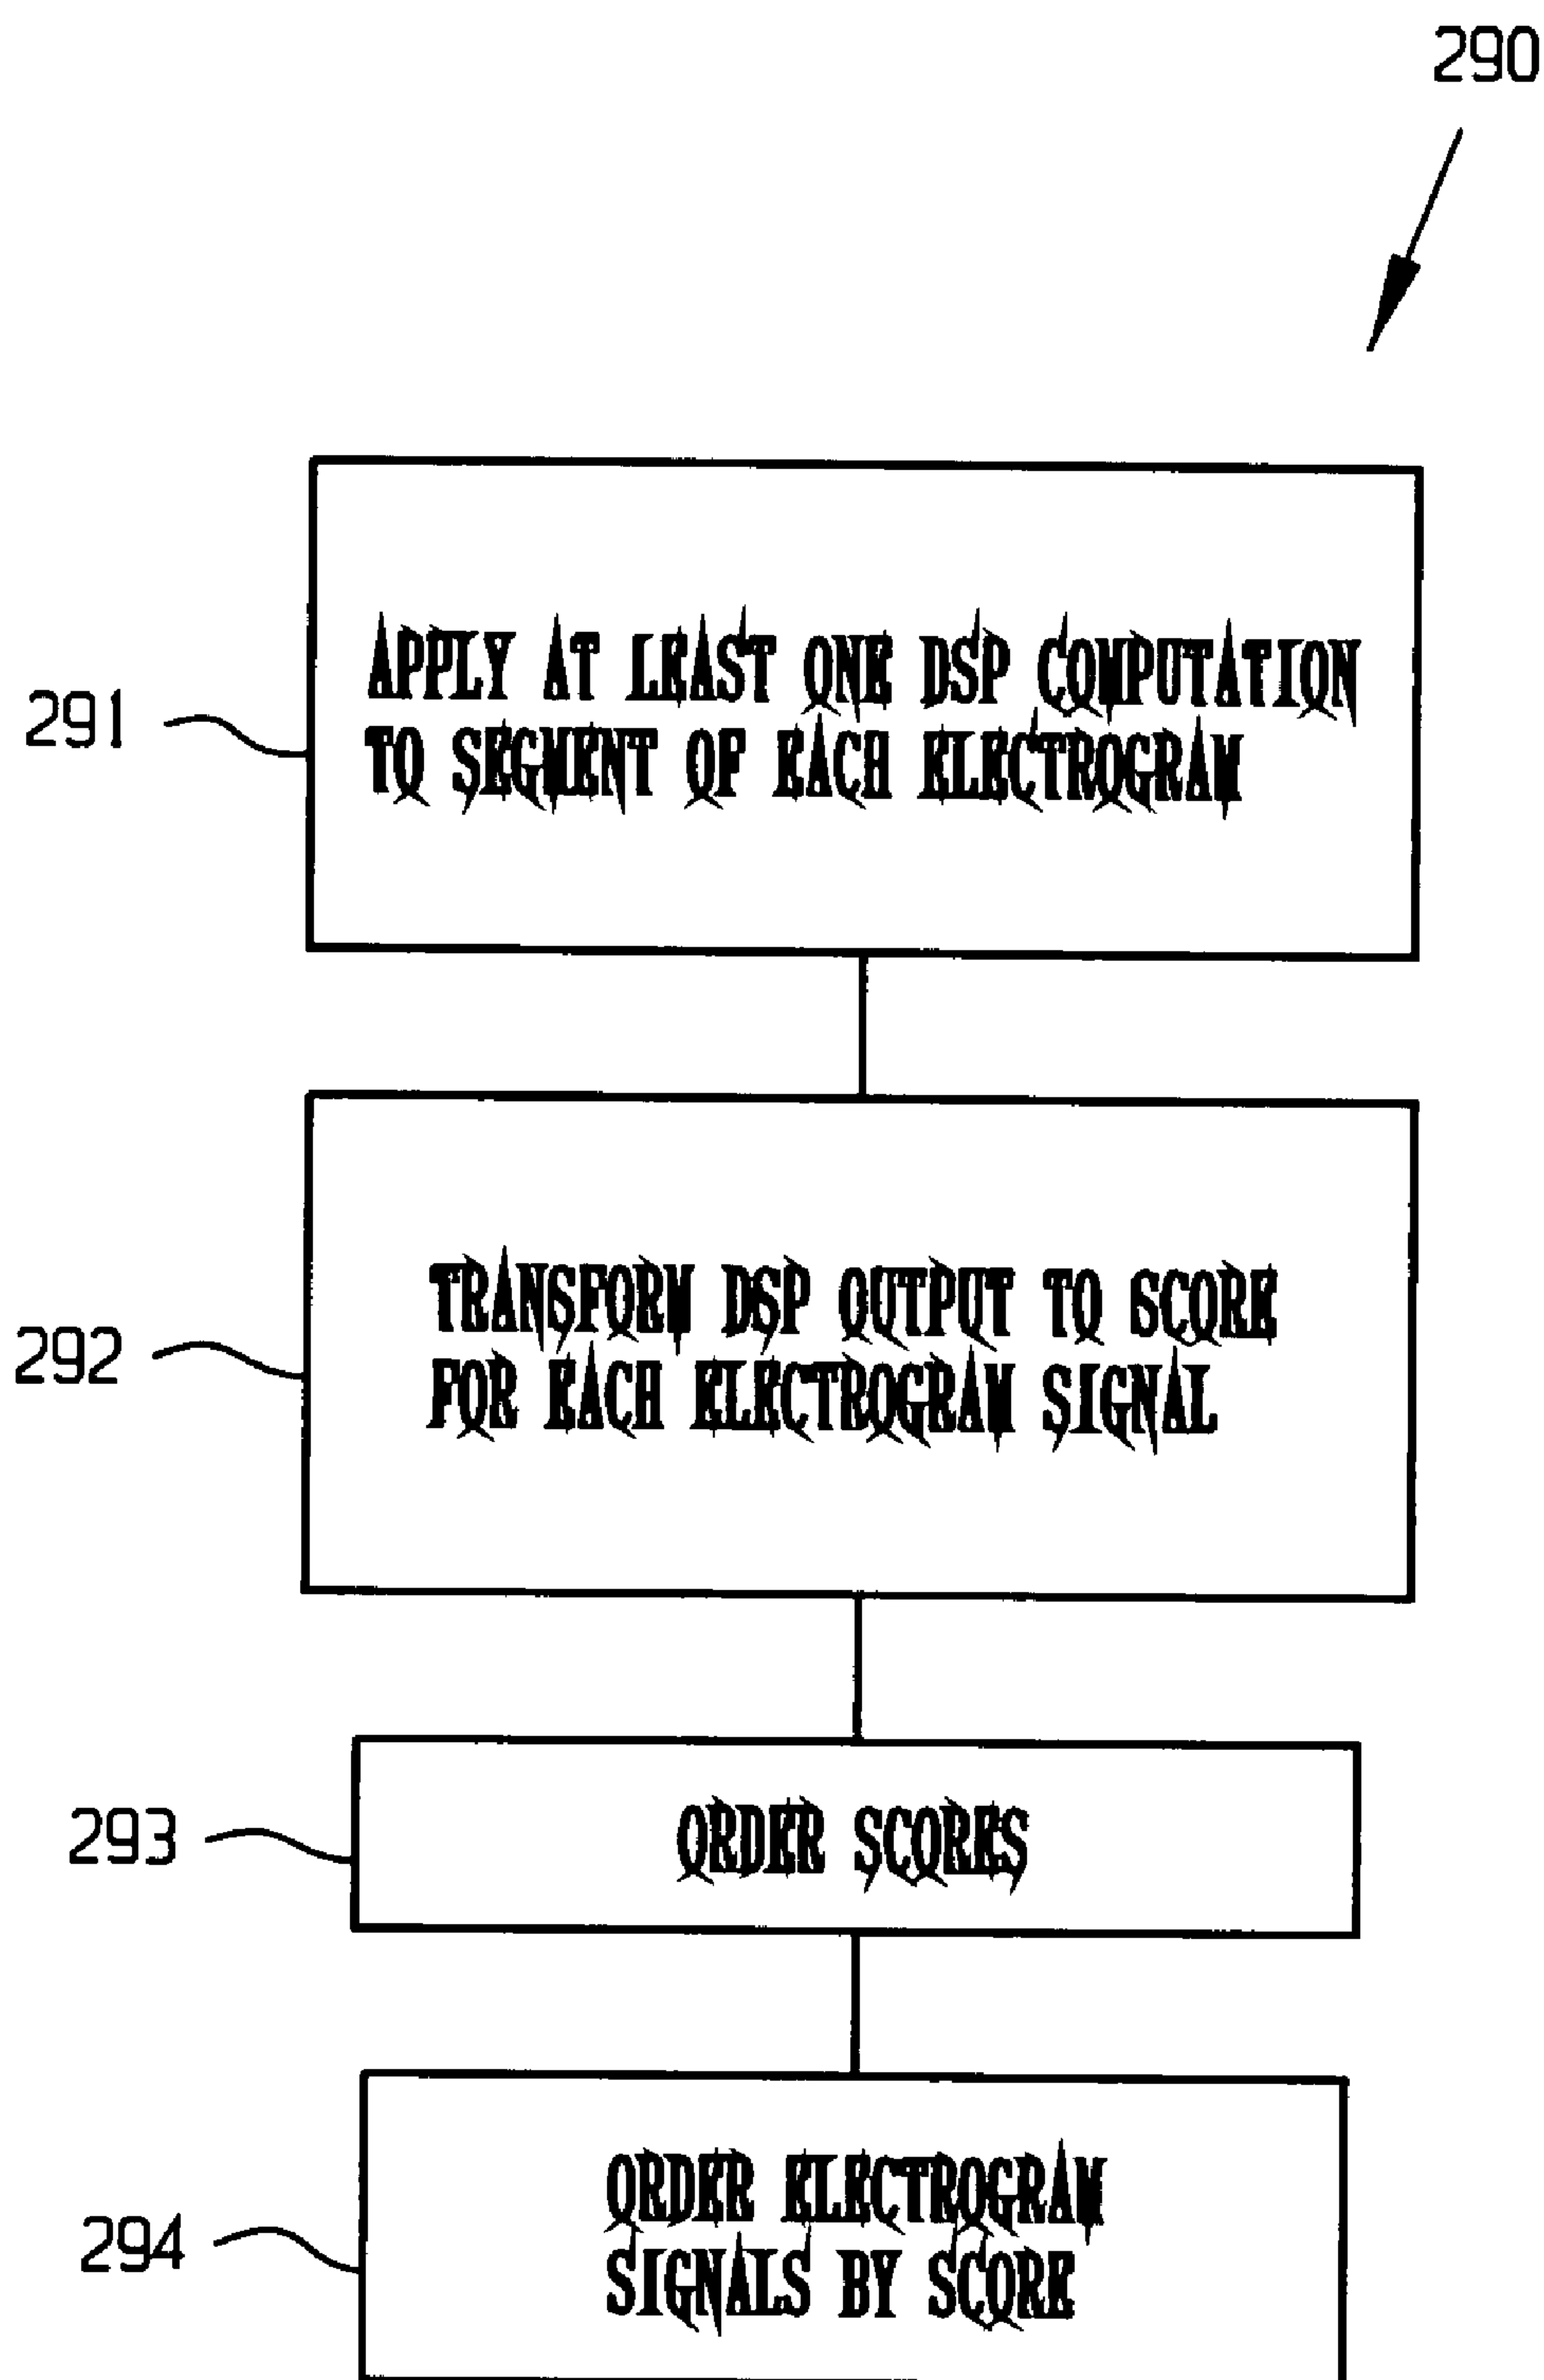 290
APPLY AT LEAST ONE DSP COMPUTATION
TO SEGMENT OF EACH ELECTROGRAM
291
TRANSFORM DSP OUTPUT TO SCORE
FOR EACH ELECTROGRAM SIGNAL
292
ORDER SCORES
293
ORDER ELECTROGRAM
SIGNALS BY SCORE
294